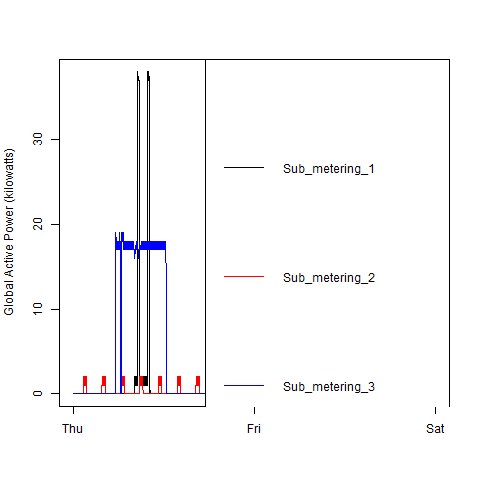 Global Active Power (kilowatts)
30
20
10
0
Sub_metering_1
Sub_metering_2
Sub_metering_3
Thu
Fri
Sat